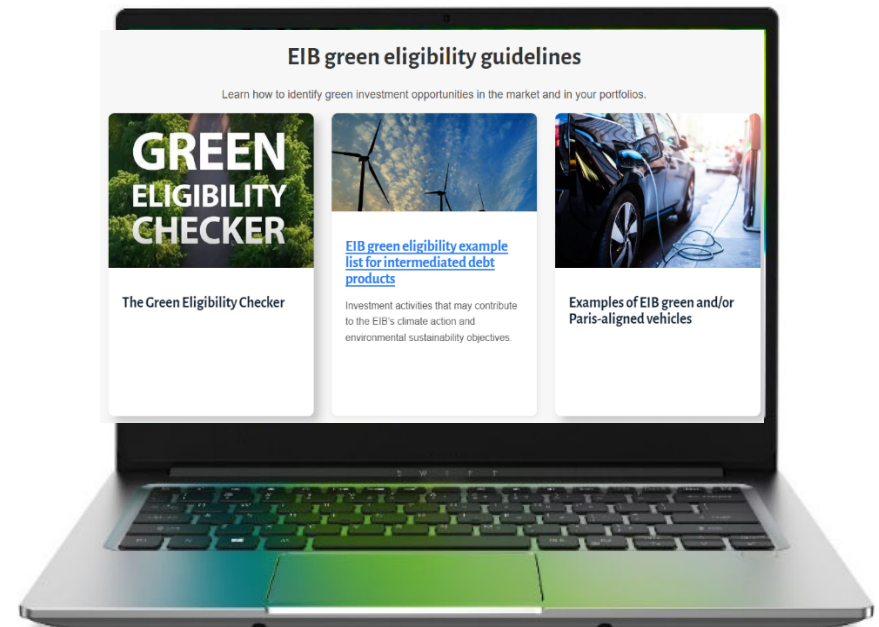 EIB green eligibility guidelines
Learn how to identify green investment opportunities in the market and in your portfolios.
GREEN
ELIGIBILITY
CHECKER
The Green Eligibility Checker
EIB green eligibility example
list for intermediated debt
products
Investment activities that may contribute
to the EIB's climate action and
environmental sustainability objectives.
Examples of EIB green and/or
Paris-aligned vehicles
S W I F T